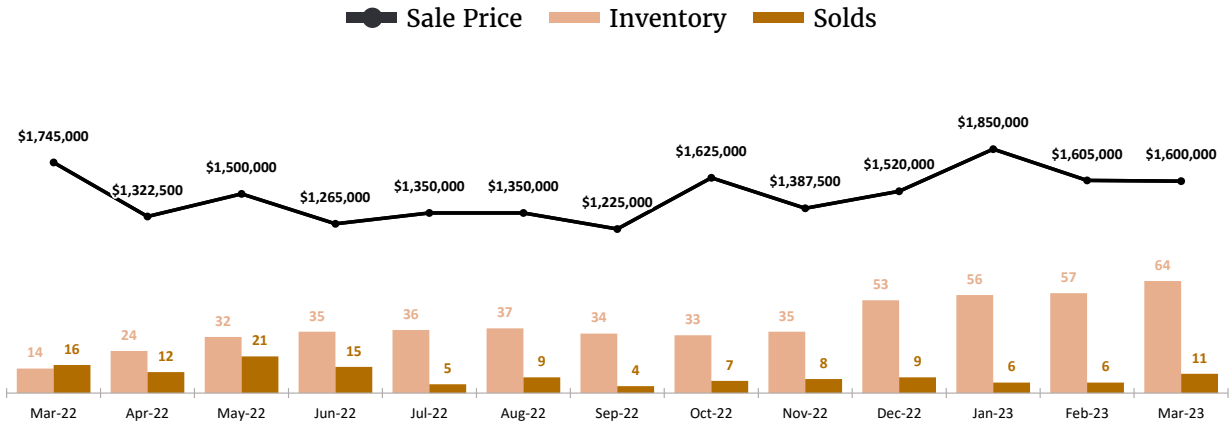 Sale Price Inventory Solds
$1,850,000
$1,745,000
$1,625,000
$1,605,000 $1,600,000
$1,500,000 $1,520,000
$1,322,500 $1,265,000 $1,350,000 $1,350,000 $1,387,500
$1,225,000
64
53 56 57
32 35 36 37 34 33 35
24 21
14 16 12 15 5 9 4 7 8 9 6 6 11
Mar-22 Apr-22 May-22 Jun-22 Jul-22 Aug-22 Sep-22 Oct-22 Nov-22 Dec-22 Jan-23 Feb-23 Mar-23